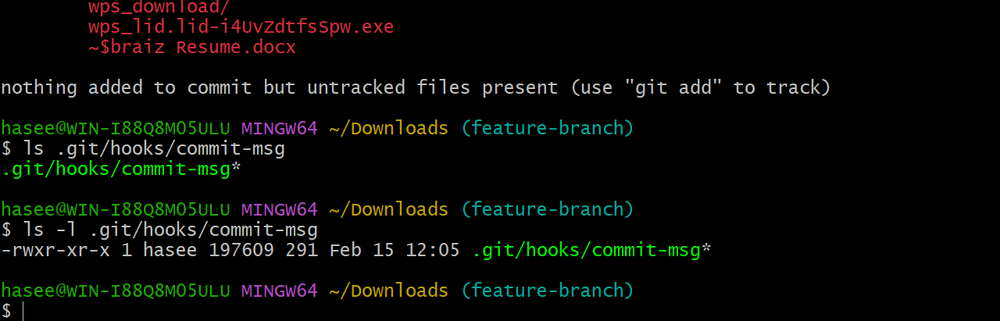 wps_download/
wps_lid.lid-i4UvZdtfsSpw.exe
~$braiz Resume.docx
nothing added to commit but untracked files present (use "git add" to track)
hasee@WIN-I88Q8MO5ULU MINGW64 ~/Downloads (feature-branch)
$ ls .git/hooks/commit-msg
.git/hooks/commit-msg*
hasee@WIN-I88Q8MO5ULU MINGW64 ~/Downloads (feature-branch)
$ ls -l .git/hooks/commit-msg
-rwxr-xr-x 1 hasee 197609 291 Feb 15 12:05 .git/hooks/commit-msg*
hasee@WIN-I88Q8MO5ULU MINGW64 ~/Downloads (feature-branch)
$